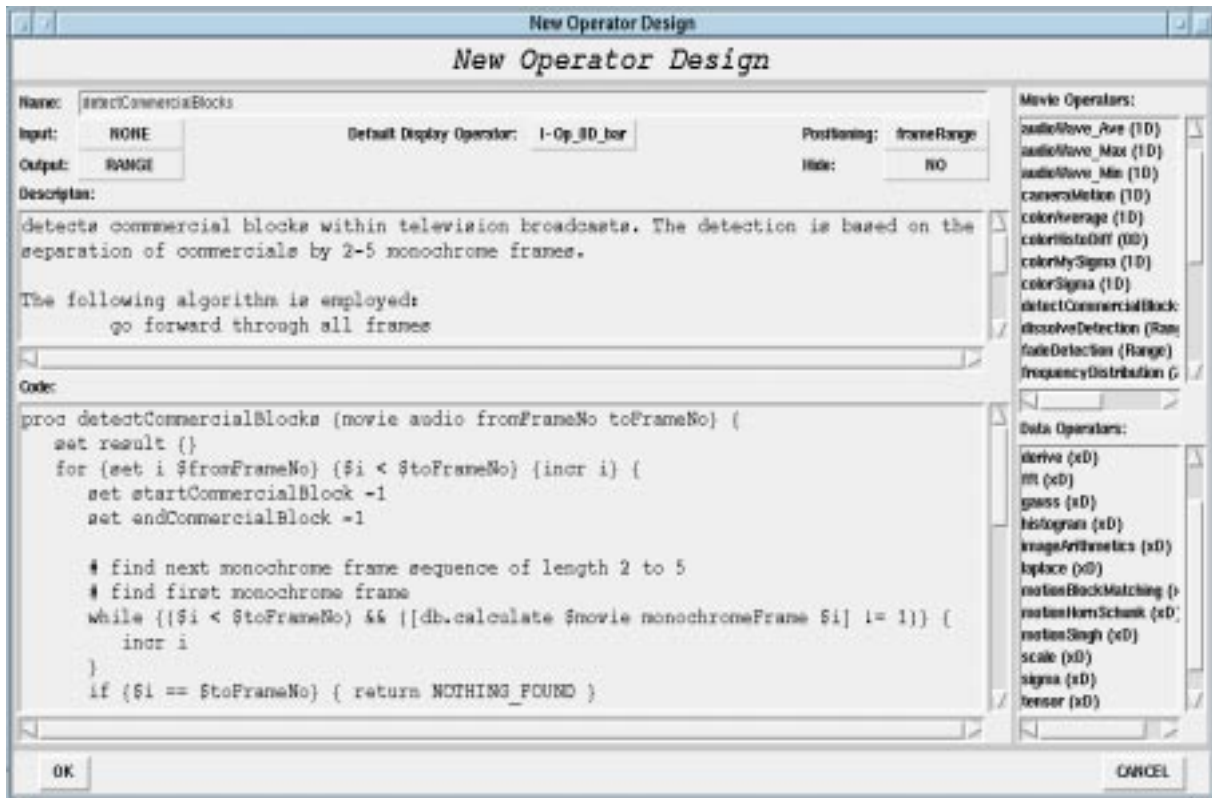 New Operator Design
New Operator Design
Name: detectCommercialBlocks
Input: NONE Default Display Operator: I-Op_0D_bar Positioning: frameRange
Output: RANGE Hide: NO
Description:
detects commercial blocks within television broadcasts. The detection is based on the
separation of commercials by 2-5 monochrome frames.
The following algorithm is employed:
go forward through all frames
Code:
proc detectCommercialBlocks {movie audio fromFrameNo toFrameNo} {
set result {}
for {set i $fromFrameNo} {$i < $toFrameNo} {incr i} {
set startCommercialBlock -1
set endCommercialBlock -1
# find next monochrome frame sequence of length 2 to 5
# find first monochrome frame
while {($i < $toFrameNo) && ([db.calculate $movie monochromeFrame $i] != 1)} {
incr i
}
if {$i == $toFrameNo} { return NOTHING_FOUND }
Movie Operators:
audioWave_Ave (1D)
audioWave_Max (1D)
audioWave_Min (1D)
cameraMotion (1D)
colorAverage (1D)
colorHistoDiff (0D)
colorMySigma (1D)
colorSigma (1D)
detectCommercialBlock
dissolveDetection (Rang
fadeDetection (Range)
frequencyDistribution (
Data Operators:
derive (xD)
fft (xD)
gauss (xD)
histogram (xD)
imageArithmetics (xD)
laplace (xD)
motionBlockMatching (
motionHornSchunk (xD)
motionSingh (xD)
scale (xD)
sigma (xD)
tensor (xD)
OK CANCEL